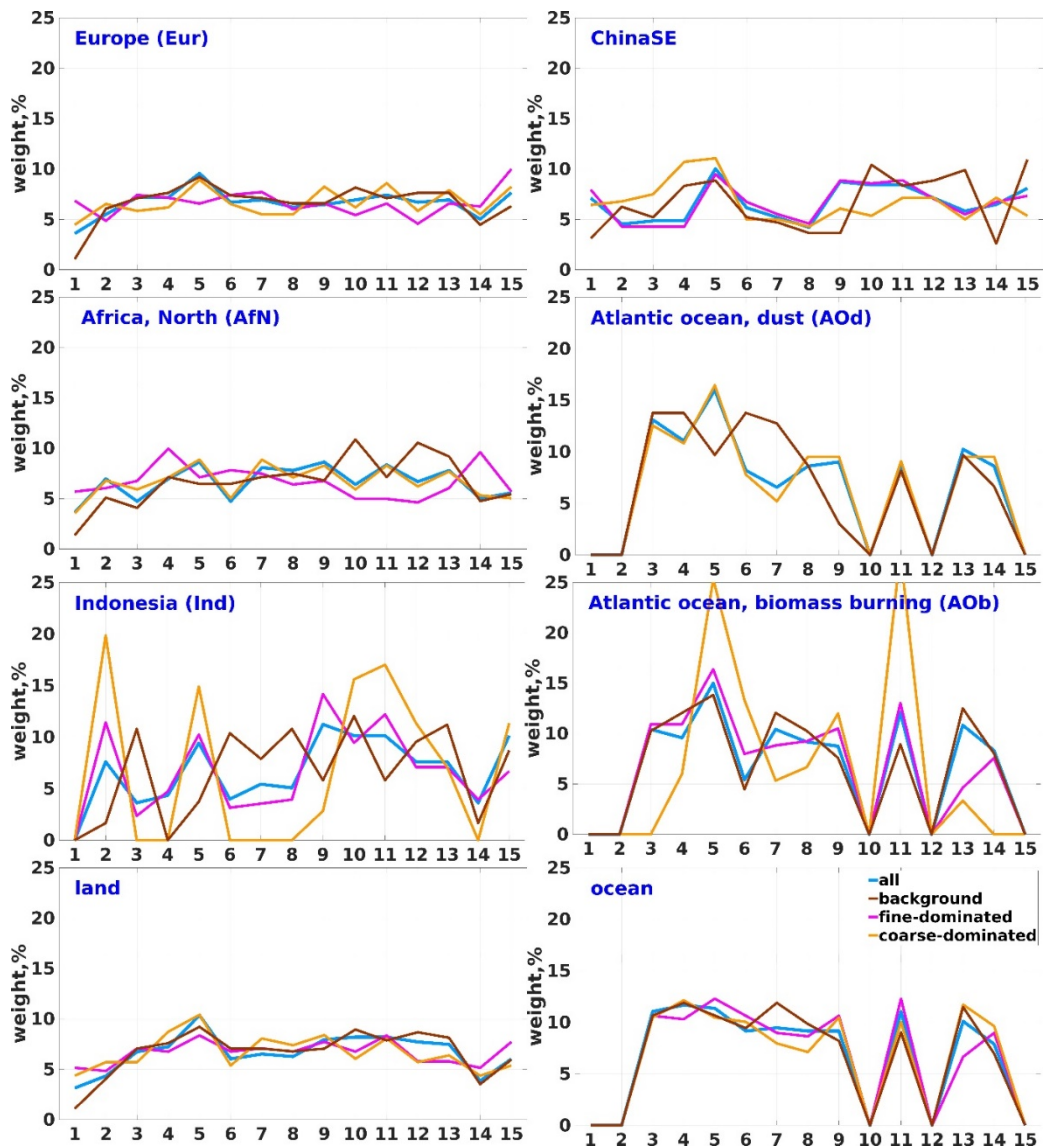 25
20
15
10
5
0
weight,%
Europe (Eur)
1 2 3 4 5 6 7 8 9 10 11 12 13 14 15
25
20
15
10
5
0
weight,%
ChinaSE
1 2 3 4 5 6 7 8 9 10 11 12 13 14 15
25
20
15
10
5
0
weight,%
Africa, North (AfN)
1 2 3 4 5 6 7 8 9 10 11 12 13 14 15
25
20
15
10
5
0
weight,%
Atlantic ocean, dust (AOd)
1 2 3 4 5 6 7 8 9 10 11 12 13 14 15
25
20
15
10
5
0
weight,%
Indonesia (Ind)
1 2 3 4 5 6 7 8 9 10 11 12 13 14 15
25
20
15
10
5
0
weight,%
Atlantic ocean, biomass burning (AOb)
1 2 3 4 5 6 7 8 9 10 11 12 13 14 15
25
20
15
10
5
0
weight,%
land
1 2 3 4 5 6 7 8 9 10 11 12 13 14 15
25
20
15
10
5
0
weight,%
ocean
all
background
fine-dominated
coarse-dominated
1 2 3 4 5 6 7 8 9 10 11 12 13 14 15